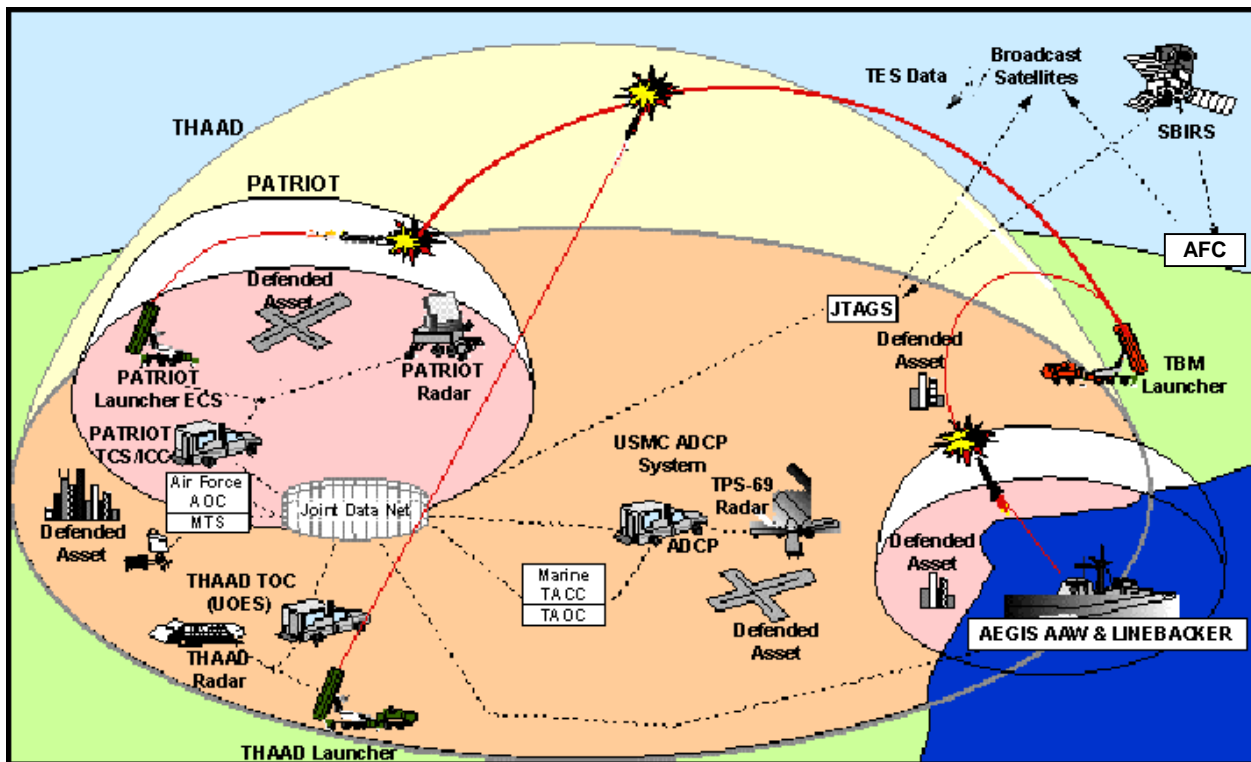 TES Data
Broadcast
Satellites
SBIRS
THAAD
PATRIOT
AFC
Defended
Asset
JTAGS
PATRIOT
Launcher ECS
PATRIOT
Radar
Defended
Asset
TBM
Launcher
PATRIOT
TCS/ICC
USMC ADCP
System
Air Force
AOC
MTS
Joint Data Net
TPS-69
Radar
Defended
Asset
ADCP
Defended
Asset
THAAD TOC
(UOES)
Marine
TACC
TAOC
Defended
Asset
AEGIS AAW & LINEBACKER
THAAD
Radar
THAAD Launcher